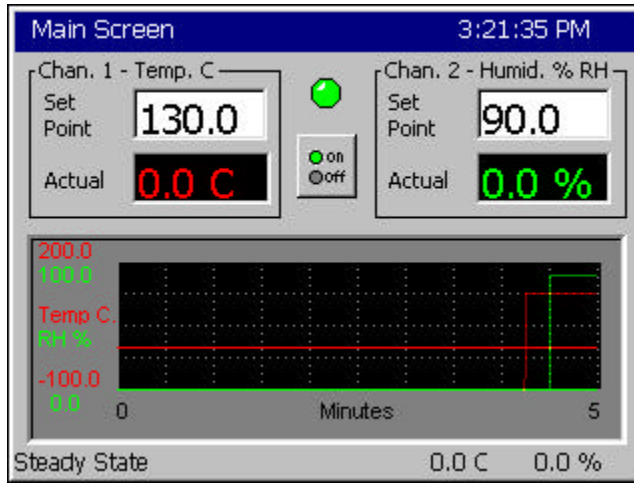 Main Screen 3:21:35 PM
Chan. 1 - Temp. C
Set Point 130.0
Actual 0.0 C
on
off
Chan. 2 - Humid. % RH
Set Point 90.0
Actual 0.0 %
200.0
100.0
Temp C.
RH %
-100.0
0.0
0 Minutes 5
Steady State 0.0 C 0.0 %